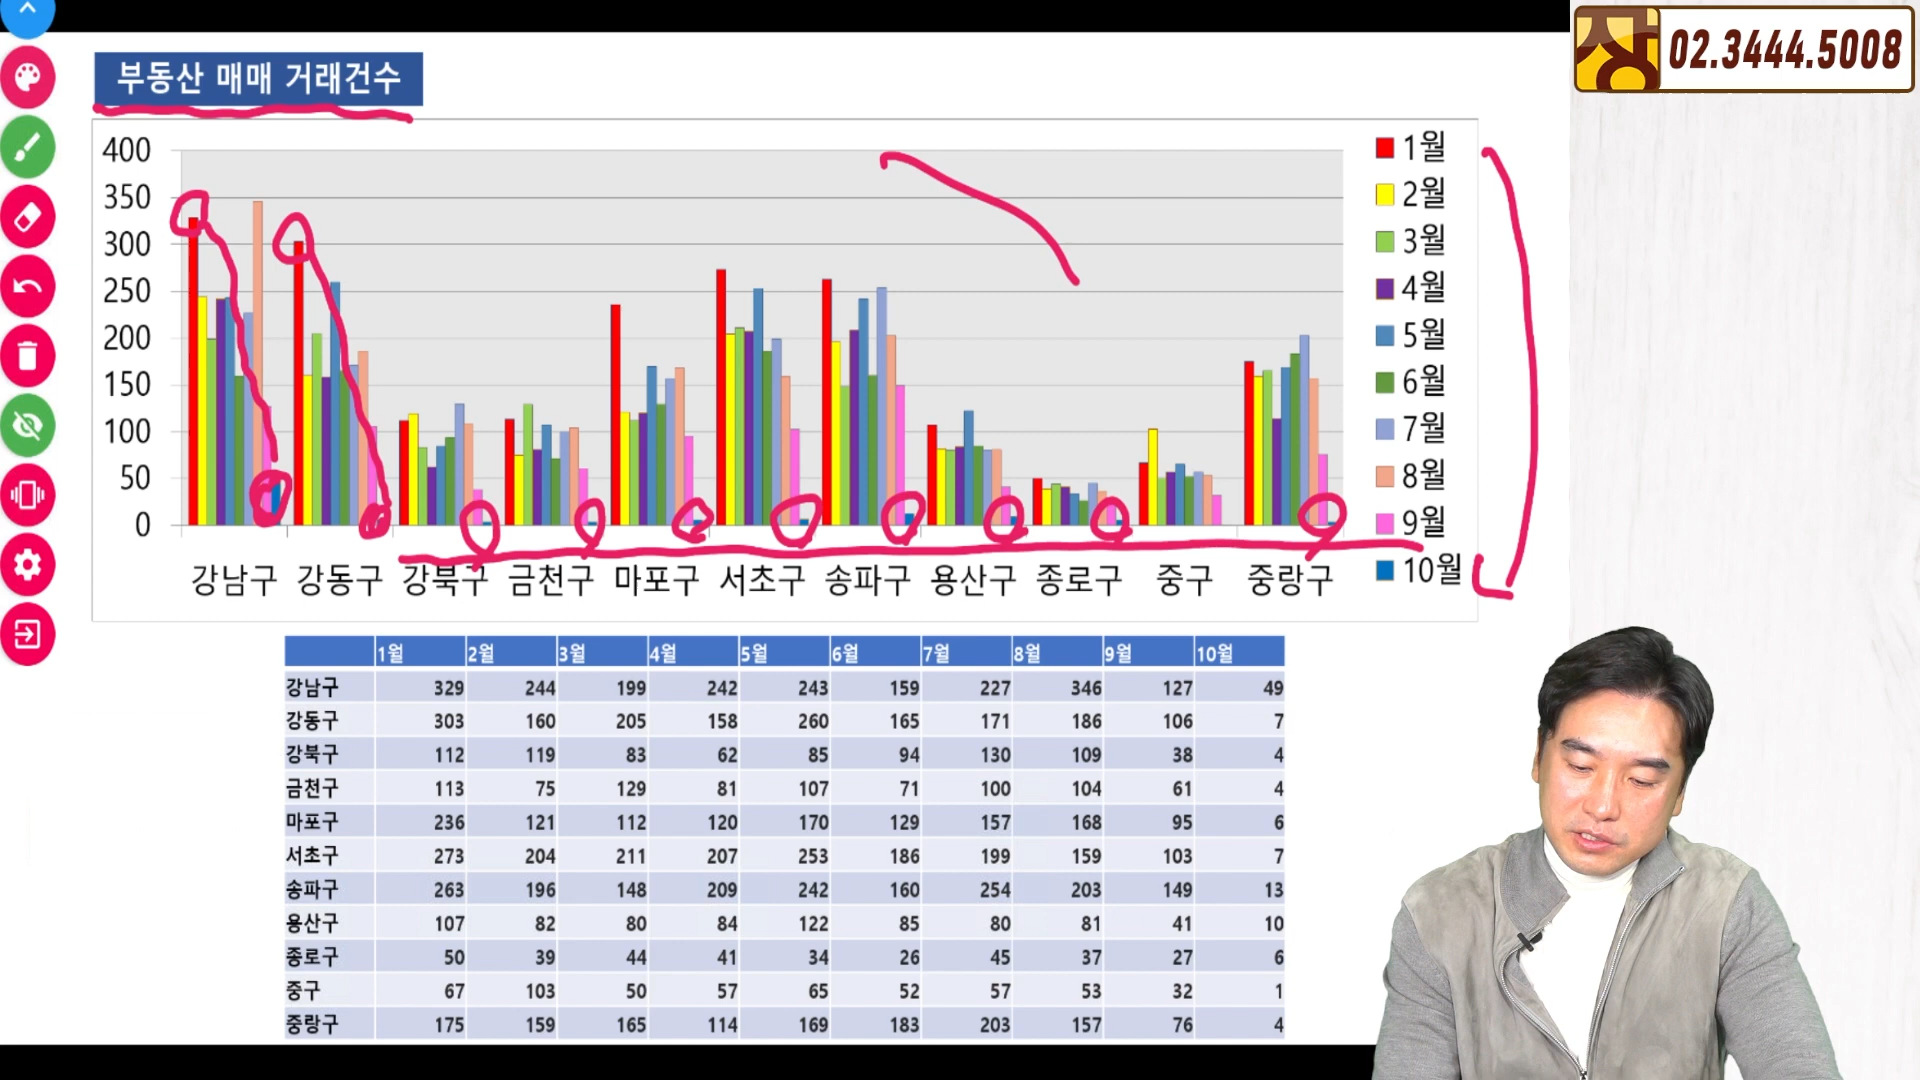 상 02.3444.5008
부동산 매매 거래건수
400
350
300
250
200
150
100
50
0
강남구 강동구 강북구 금천구 마포구 서초구 송파구 용산구 종로구 중구 중랑구
1월
2월
3월
4월
5월
6월
7월
8월
9월
10월
1월 2월 3월 4월 5월 6월 7월 8월 9월 10월
강남구 329 244 199 242 243 159 227 346 127 49
강동구 303 160 205 158 260 165 171 186 106 7
강북구 112 119 83 62 85 94 130 109 38 4
금천구 113 75 129 81 107 71 100 104 61 4
마포구 236 121 112 120 170 129 157 168 95 6
서초구 273 204 211 207 253 186 199 159 103 7
송파구 263 196 148 209 242 160 254 203 149 13
용산구 107 82 80 84 122 85 80 81 41 10
종로구 50 39 44 41 34 26 45 37 27 6
중구 67 103 50 57 65 52 57 53 32 1
중랑구 175 159 165 114 169 183 203 157 76 4